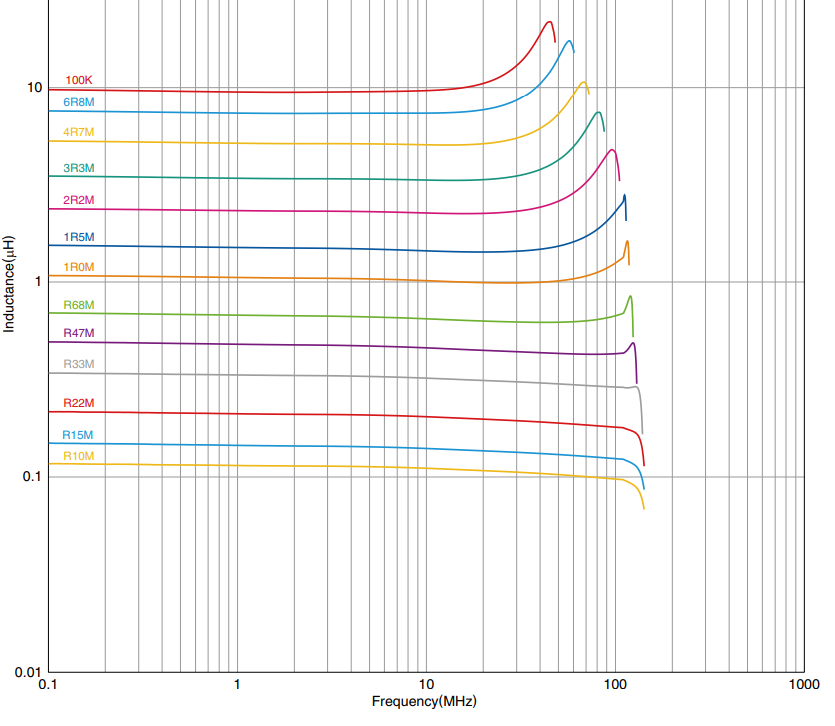 100K
10
6R8M
4R7M
3R3M
2R2M
1R5M
1R0M
1
R68M
R47M
R33M
R22M
R15M
R10M
0.1
0.01
Inductance(μH)
0.1 1 10 100 1000
Frequency(MHz)